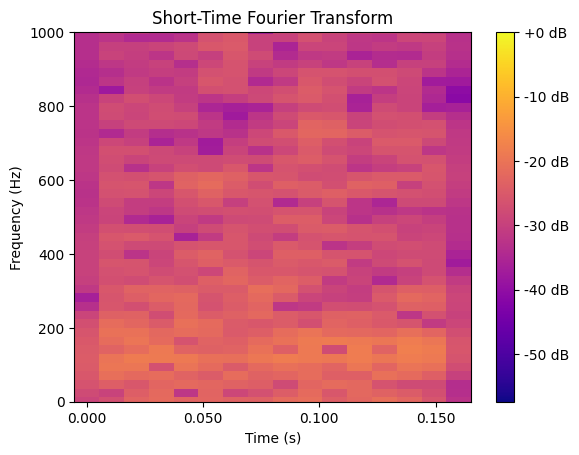 Short-Time Fourier Transform
1000
800
600
400
200
0
Frequency (Hz)
0.000
0.050
0.100
0.150
Time (s)
+0 dB
-10 dB
-20 dB
-30 dB
-40 dB
-50 dB